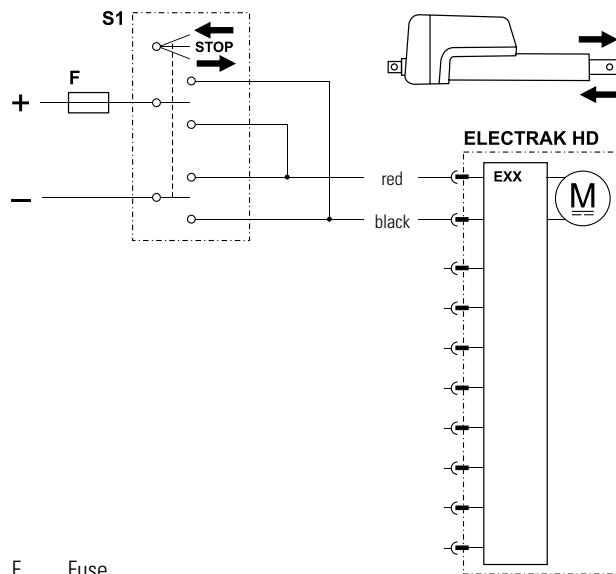 S1
STOP
F
+
−
ELECTRAK HD
red
EXX
M
black
F Fuse